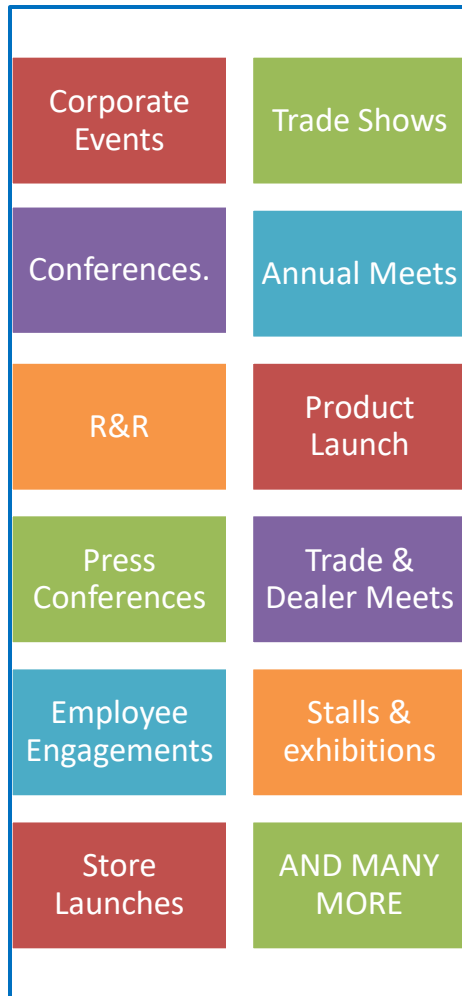 Corporate
Events
Trade Shows
Conferences.
Annual Meets
R&R
Product
Launch
Press
Conferences
Trade &
Dealer Meets
Employee
Engagements
Stalls &
exhibitions
Store
Launches
AND MANY
MORE